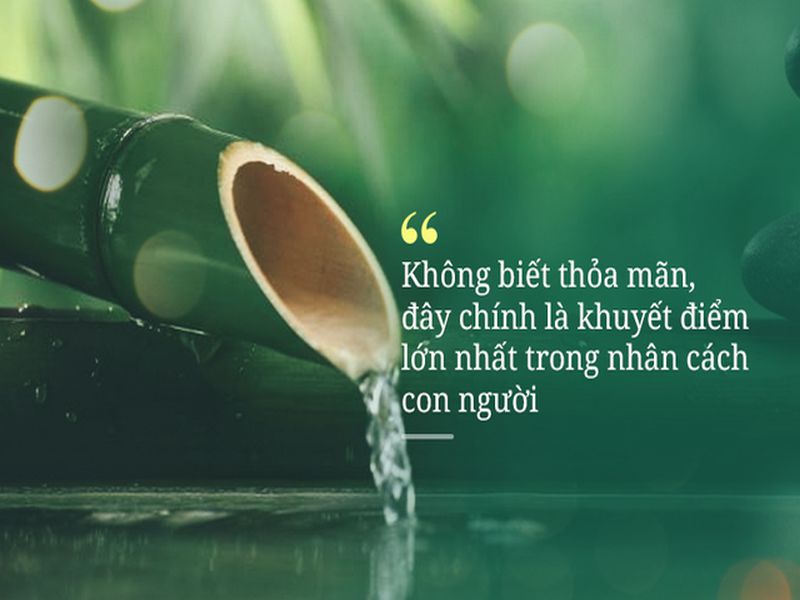 “
Không biết thỏa mãn,
đây chính là khuyết điểm
lớn nhất trong nhân cách
con người